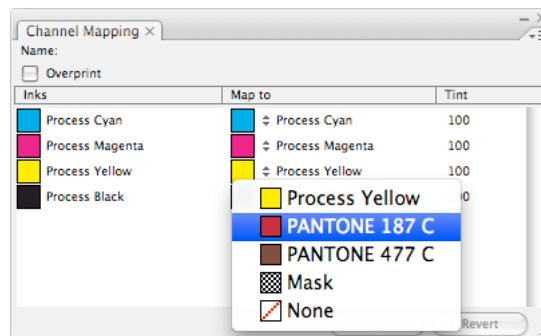 Channel Mapping ×
Name:
Overprint
Inks Map to Tint
Process Cyan Process Cyan 100
Process Magenta Process Magenta 100
Process Yellow Process Yellow 100
Process Black 0
Process Yellow
PANTONE 187 C
PANTONE 477 C
Mask
None
Revert